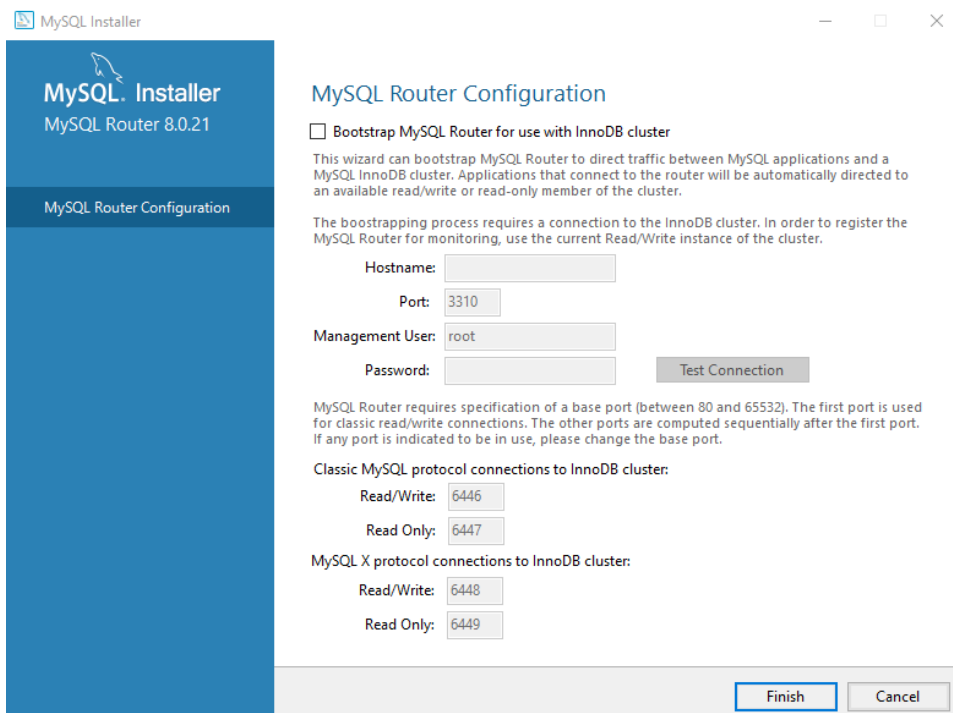 MySQL Installer
MySQL. Installer
MySQL Router 8.0.21
MySQL Router Configuration
MySQL Router Configuration
Bootstrap MySQL Router for use with InnoDB cluster
This wizard can bootstrap MySQL Router to direct traffic between MySQL applications and a
MySQL InnoDB cluster. Applications that connect to the router will be automatically directed to
an available read/write or read-only member of the cluster.
The boostrapping process requires a connection to the InnoDB cluster. In order to register the
MySQL Router for monitoring, use the current Read/Write instance of the cluster.
Hostname:
Port: 3310
Management User: root
Password: Test Connection
MySQL Router requires specification of a base port (between 80 and 65532). The first port is used
for classic read/write connections. The other ports are computed sequentially after the first port.
If any port is indicated to be in use, please change the base port.
Classic MySQL protocol connections to InnoDB cluster:
Read/Write: 6446
Read Only: 6447
MySQL X protocol connections to InnoDB cluster:
Read/Write: 6448
Read Only: 6449
Finish Cancel